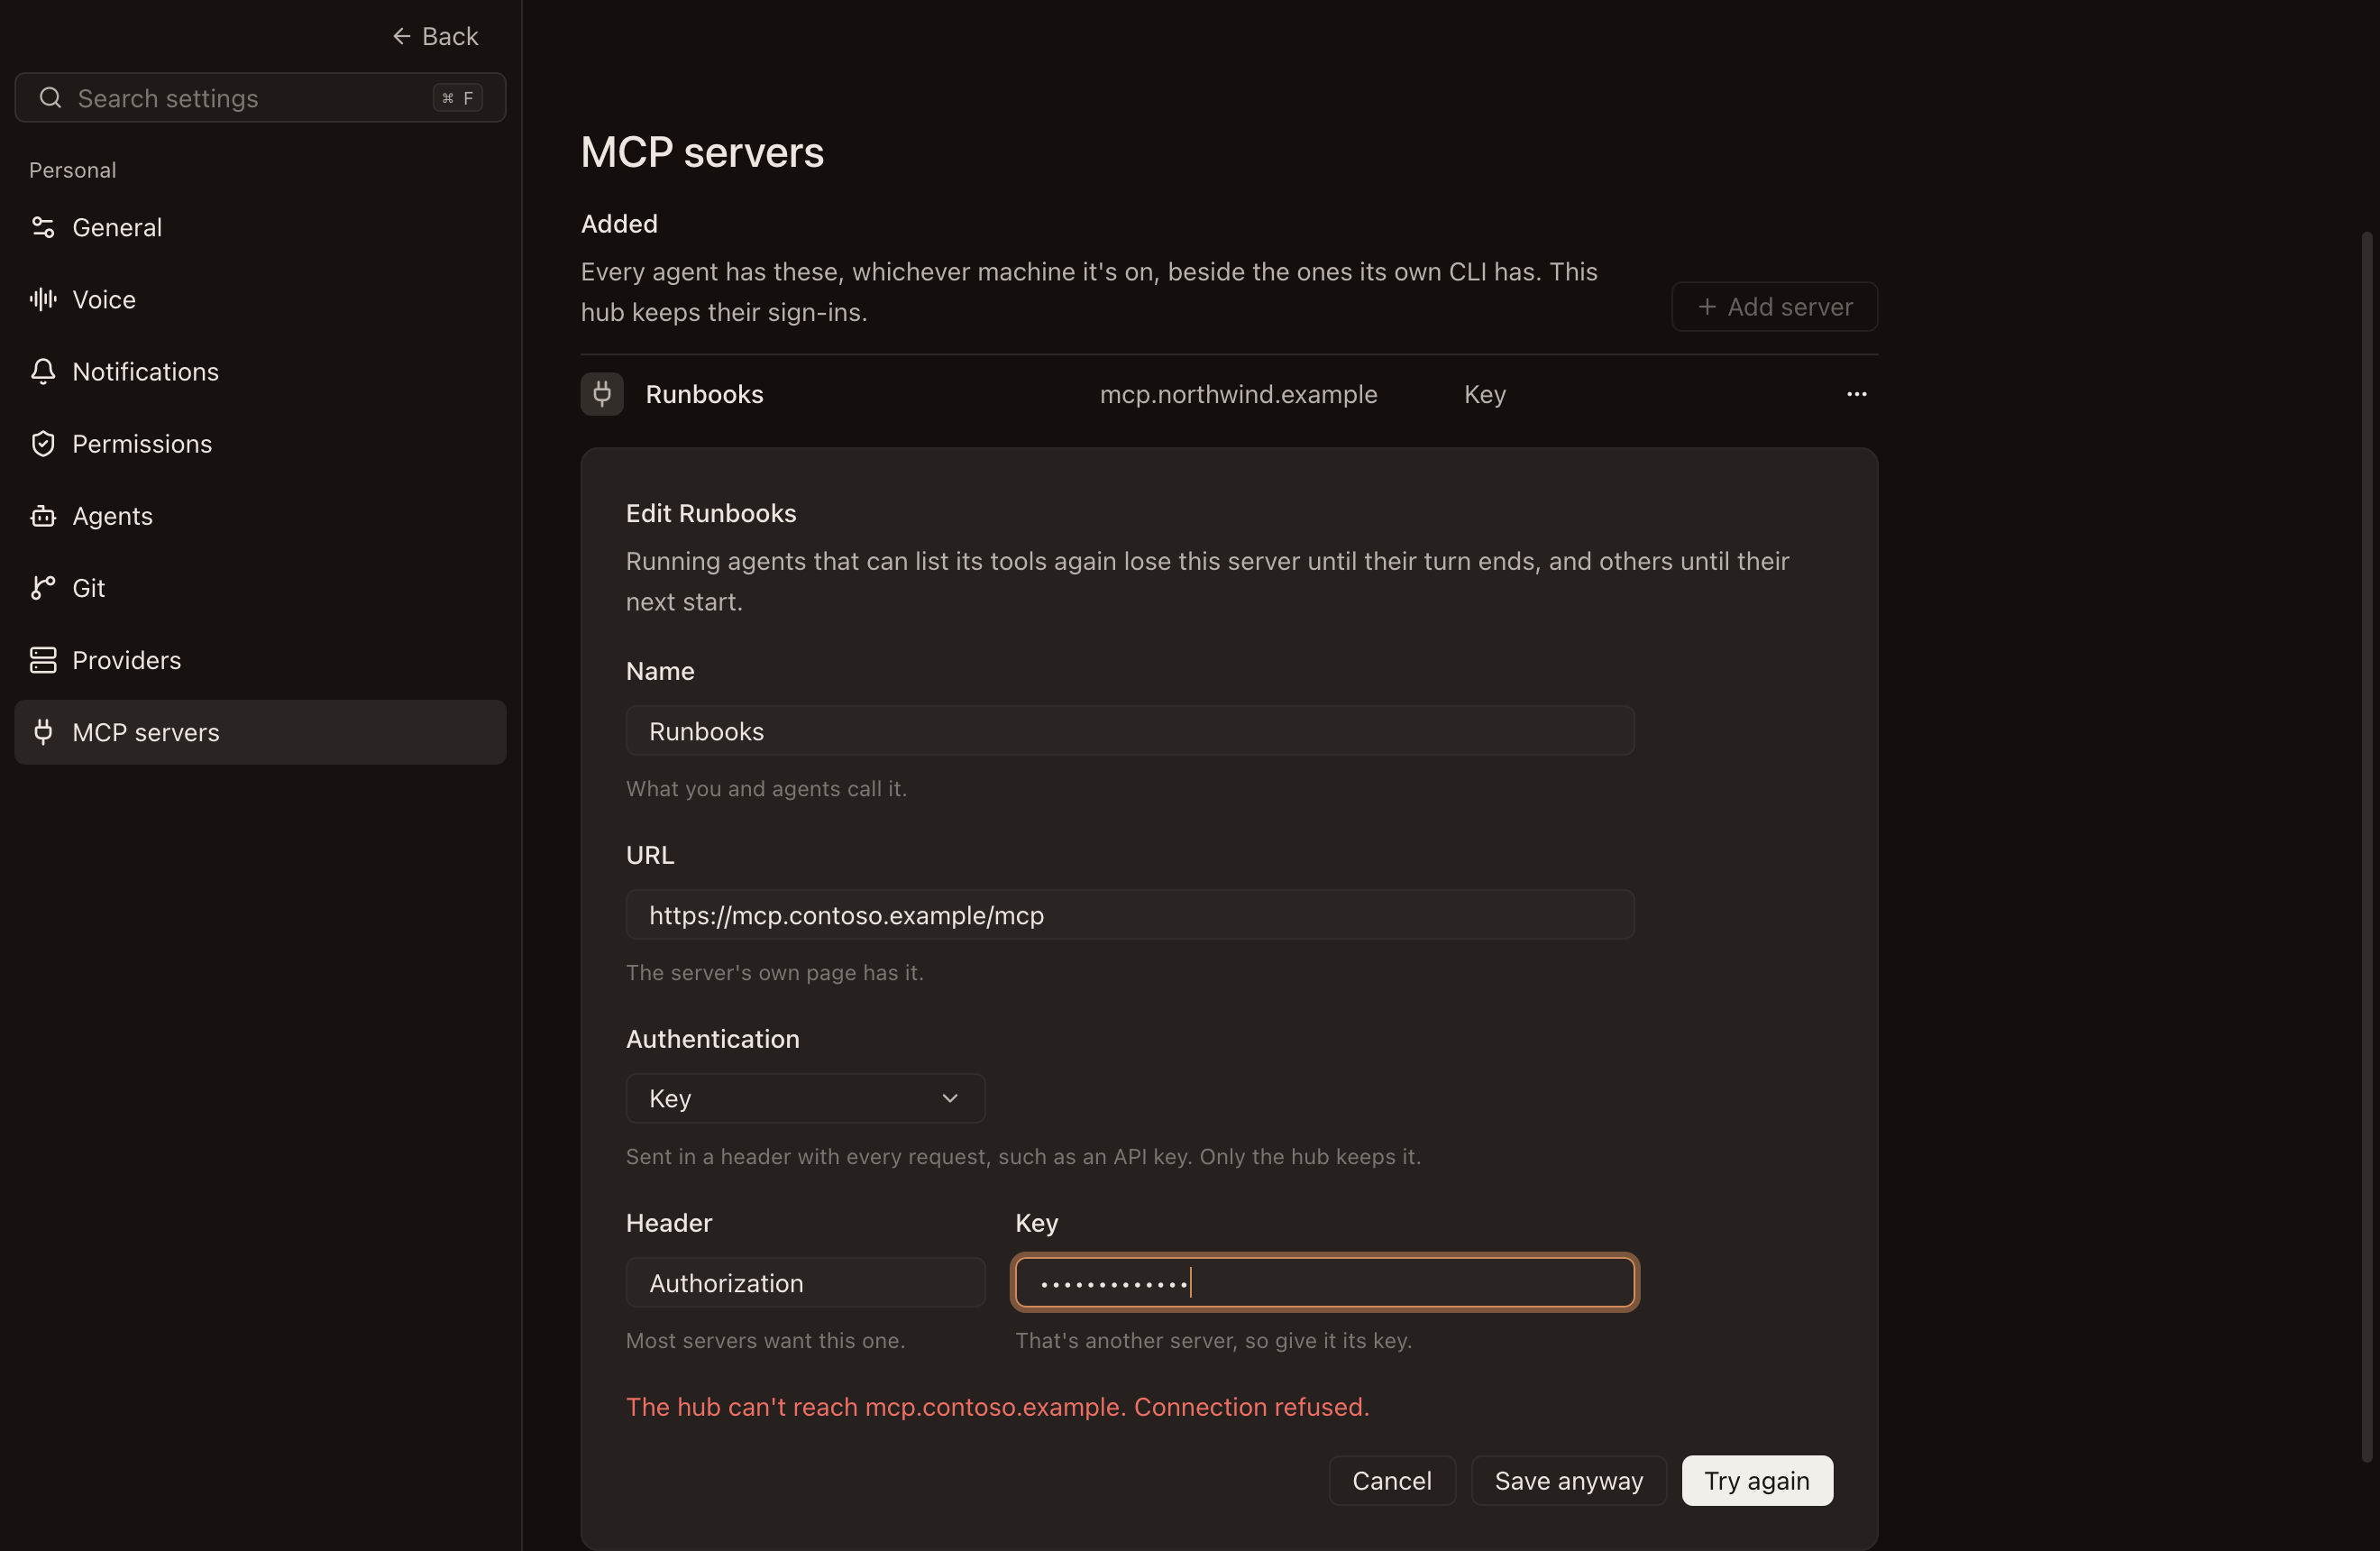 Back
Search settings
⌘ F
Personal
General
Voice
Notifications
Permissions
Agents
Git
Providers
MCP servers
MCP servers
Added
Every agent has these, whichever machine it's on, beside the ones its own CLI has. This
hub keeps their sign-ins.
Add server
Runbooks
mcp.northwind.example
Key
Edit Runbooks
Running agents that can list its tools again lose this server until their turn ends, and others until their
next start.
Name
Runbooks
What you and agents call it.
URL
https://mcp.contoso.example/mcp
The server's own page has it.
Authentication
Key
Sent in a header with every request, such as an API key. Only the hub keeps it.
Header
Key
Authorization
•••••••••••••
Most servers want this one.
That's another server, so give it its key.
The hub can't reach mcp.contoso.example. Connection refused.
Cancel
Save anyway
Try again